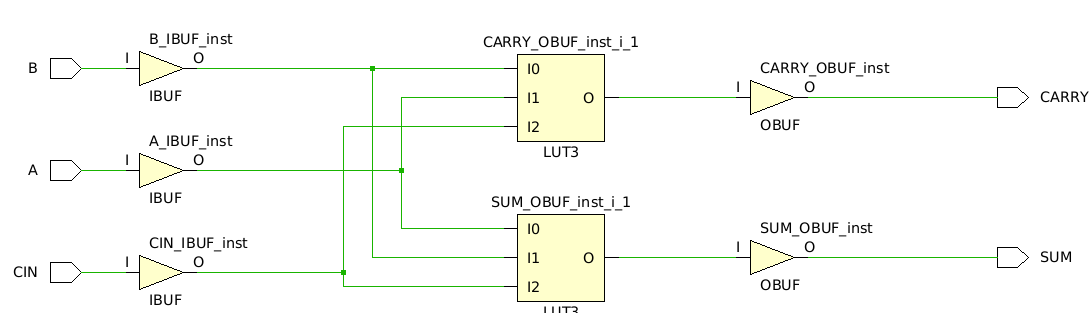 B
I
B_IBUF_inst
O
IBUF
A
I
A_IBUF_inst
O
IBUF
CIN
I
CIN_IBUF_inst
O
IBUF
CARRY_OBUF_inst_i_1
I0
I1
I2
O
LUT3
SUM_OBUF_inst_i_1
I0
I1
I2
O
LUT3
CARRY_OBUF_inst
I
O
OBUF
CARRY
SUM_OBUF_inst
I
O
OBUF
SUM